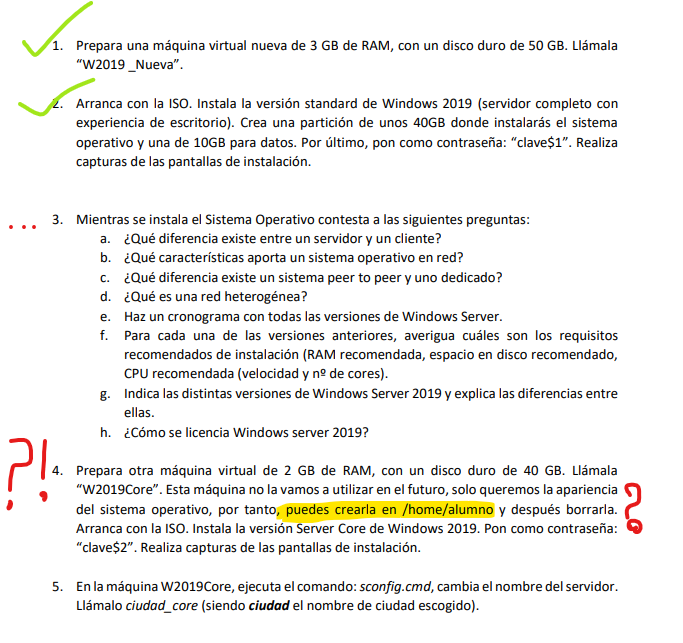 1. Prepara una máquina virtual nueva de 3 GB de RAM, con un disco duro de 50 GB. Llámala
“W2019 _Nueva”.
2. Arranca con la ISO. Instala la versión standard de Windows 2019 (servidor completo con
experiencia de escritorio). Crea una partición de unos 40GB donde instalarás el sistema
operativo y una de 10GB para datos. Por último, pon como contraseña: “clave$1”. Realiza
capturas de las pantallas de instalación.
... 3. Mientras se instala el Sistema Operativo contesta a las siguientes preguntas:
a. ¿Qué diferencia existe entre un servidor y un cliente?
b. ¿Qué características aporta un sistema operativo en red?
c. ¿Qué diferencia existe un sistema peer to peer y uno dedicado?
d. ¿Qué es una red heterogénea?
e. Haz un cronograma con todas las versiones de Windows Server.
f. Para cada una de las versiones anteriores, averigua cuáles son los requisitos
recomendados de instalación (RAM recomendada, espacio en disco recomendado,
CPU recomendada (velocidad y nº de cores).
g. Indica las distintas versiones de Windows Server 2019 y explica las diferencias entre
ellas.
h. ¿Cómo se licencia Windows server 2019?
?! 4. Prepara otra máquina virtual de 2 GB de RAM, con un disco duro de 40 GB. Llámala
“W2019Core”. Esta máquina no la vamos a utilizar en el futuro, solo queremos la apariencia
del sistema operativo, por tanto, puedes crearla en /home/alumno y después borrarla. ?
Arranca con la ISO. Instala la versión Server Core de Windows 2019. Pon como contraseña:
“clave$2”. Realiza capturas de las pantallas de instalación.
5. En la máquina W2019Core, ejecuta el comando: sconfig.cmd, cambia el nombre del servidor.
Llámalo ciudad_core (siendo ciudad el nombre de ciudad escogido).